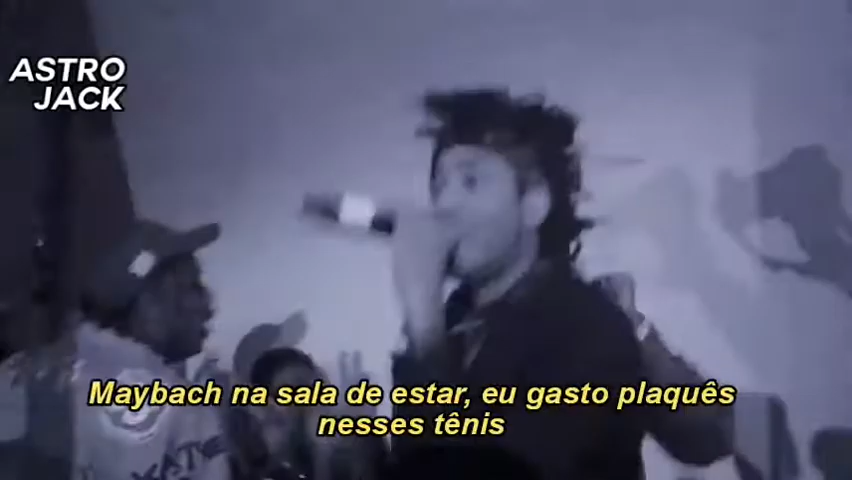 ASTRO
JACK
Maybach na sala de estar, eu gasto plaquês
nesses tênis